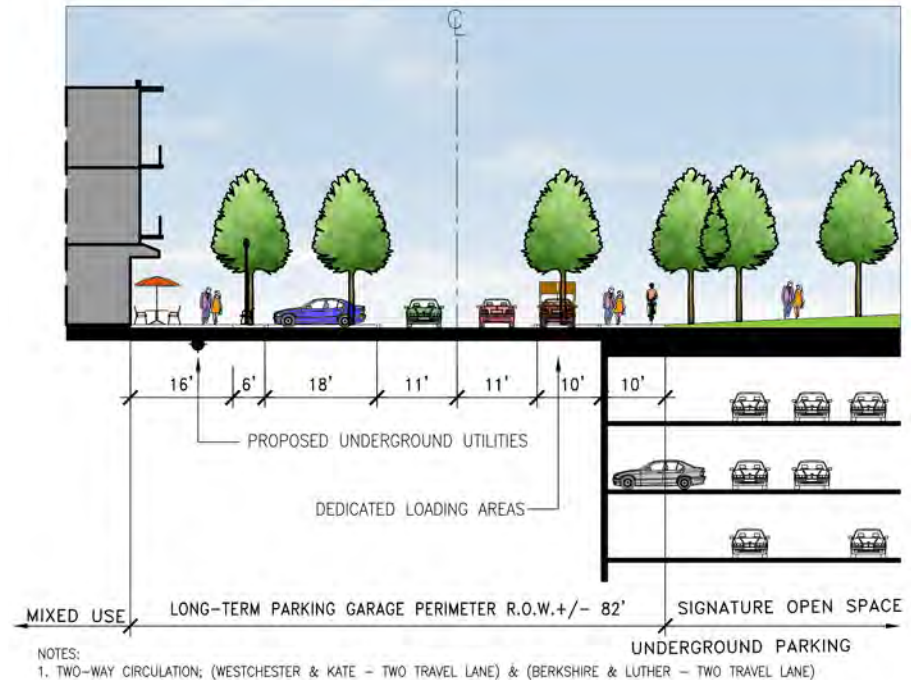 ℄
16' 6' 18' 11' 11' 10' 10'
PROPOSED UNDERGROUND UTILITIES
DEDICATED LOADING AREAS
MIXED USE LONG-TERM PARKING GARAGE PERIMETER R.O.W.+/- 82' SIGNATURE OPEN SPACE
UNDERGROUND PARKING
NOTES:
1. TWO-WAY CIRCULATION; (WESTCHESTER & KATE - TWO TRAVEL LANE) & (BERKSHIRE & LUTHER - TWO TRAVEL LANE)